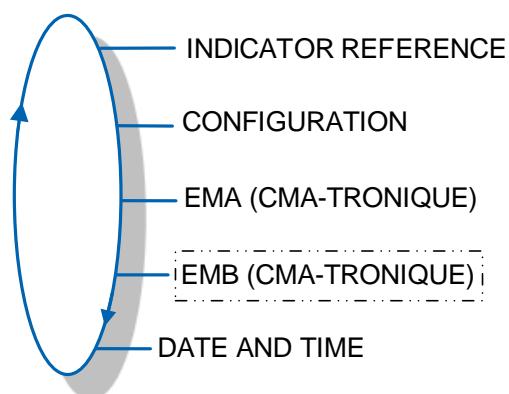 INDICATOR REFERENCE
CONFIGURATION
EMA (CMA-TRONIQUE)
EMB (CMA-TRONIQUE)
DATE AND TIME